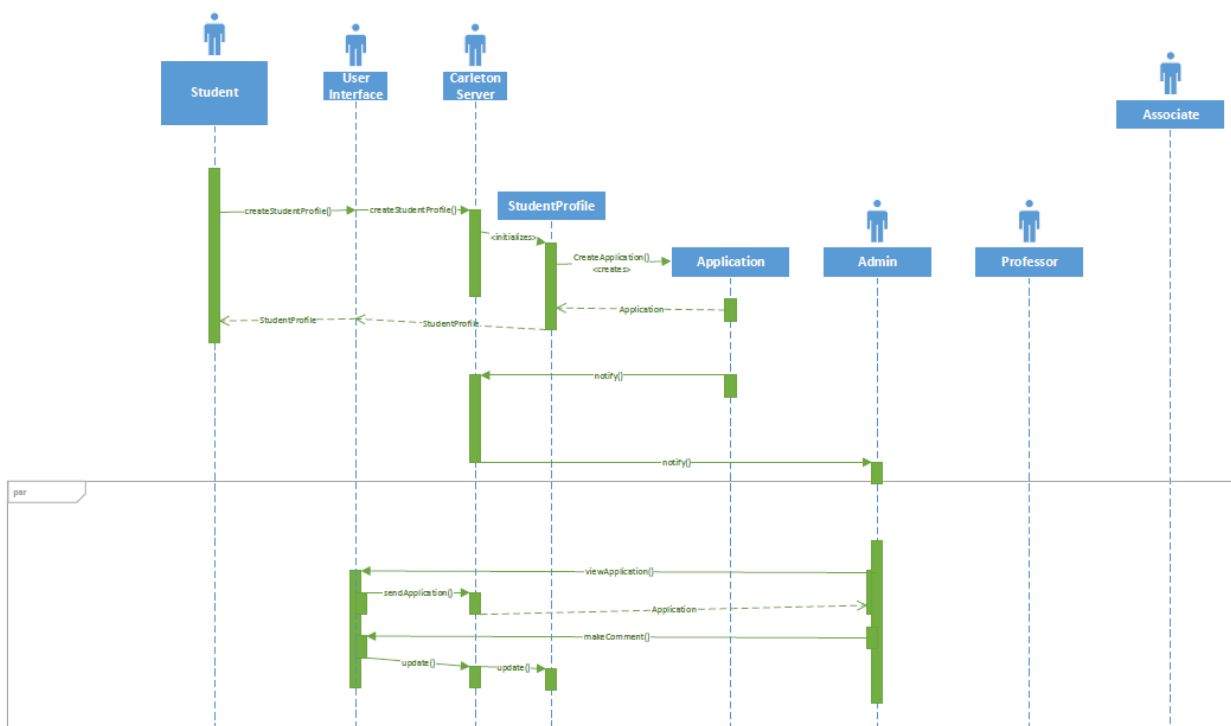 Student
User
Interface
Carleton
Server
Associate
StudentProfile
createStudentProfile()
createStudentProfile()
<initializes>
CreateApplication()
<creates>
Application
Admin
Professor
Application
StudentProfile
StudentProfile
notify()
notify()
par
viewApplication()
sendApplication()
Application
makeComment()
update()
update()